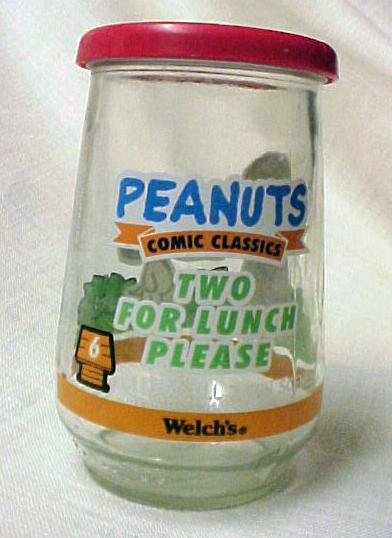 PEANUTS
COMIC CLASSICS
TWO
FOR LUNCH
PLEASE
6
Welch's®